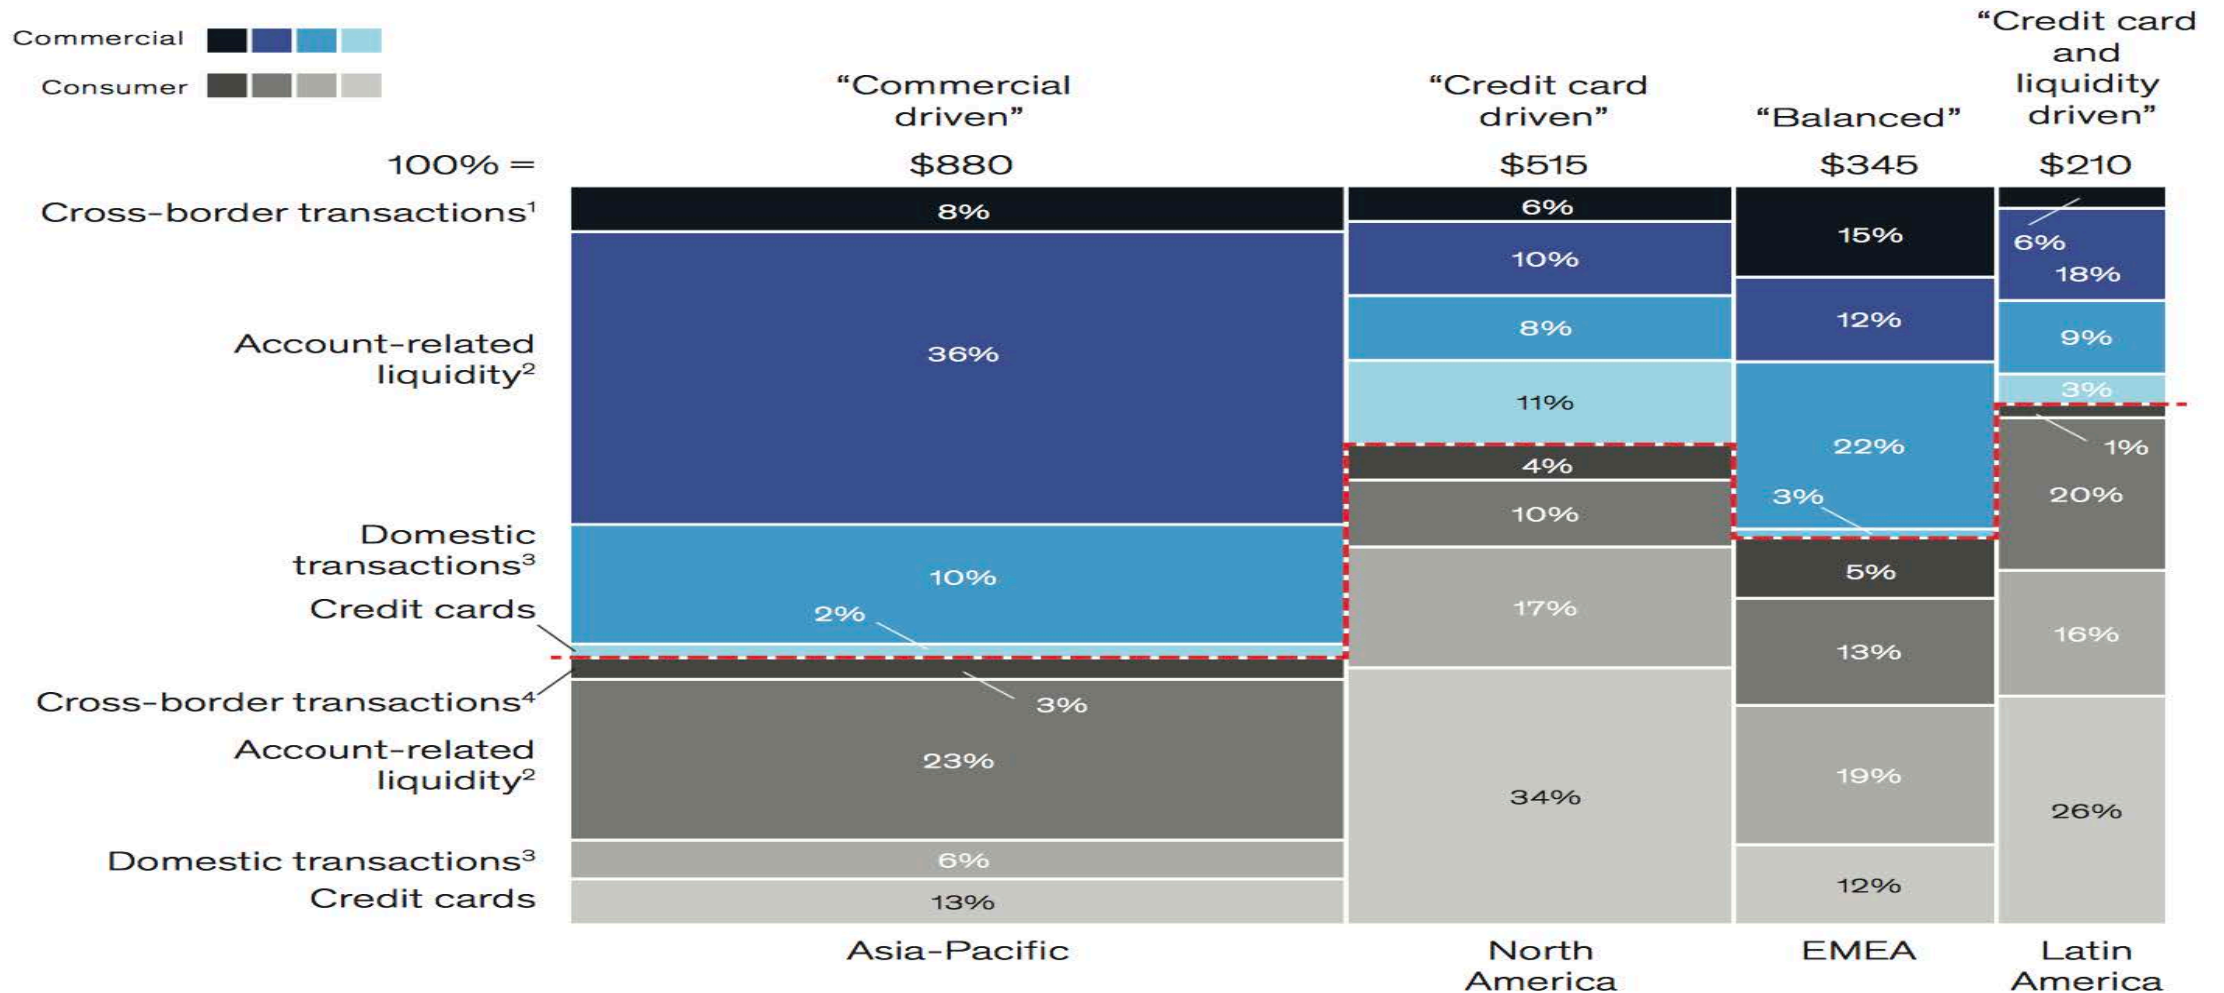 Commercial
Consumer
“Commercial
driven”
“Credit card
driven”
“Balanced”
“Credit card
and
liquidity
driven”
100% =
$880
$515
$345
$210
Cross-border transactions¹
8%
6%
15%
6%
Account-related
liquidity²
36%
10%
12%
18%
Domestic
transactions³
10%
8%
22%
9%
Credit cards
2%
11%
3%
3%
Cross-border transactions⁴
3%
4%
5%
1%
Account-related
liquidity²
23%
10%
13%
20%
Domestic transactions³
6%
17%
19%
16%
Credit cards
13%
34%
12%
26%
Asia-Pacific
North
America
EMEA
Latin
America